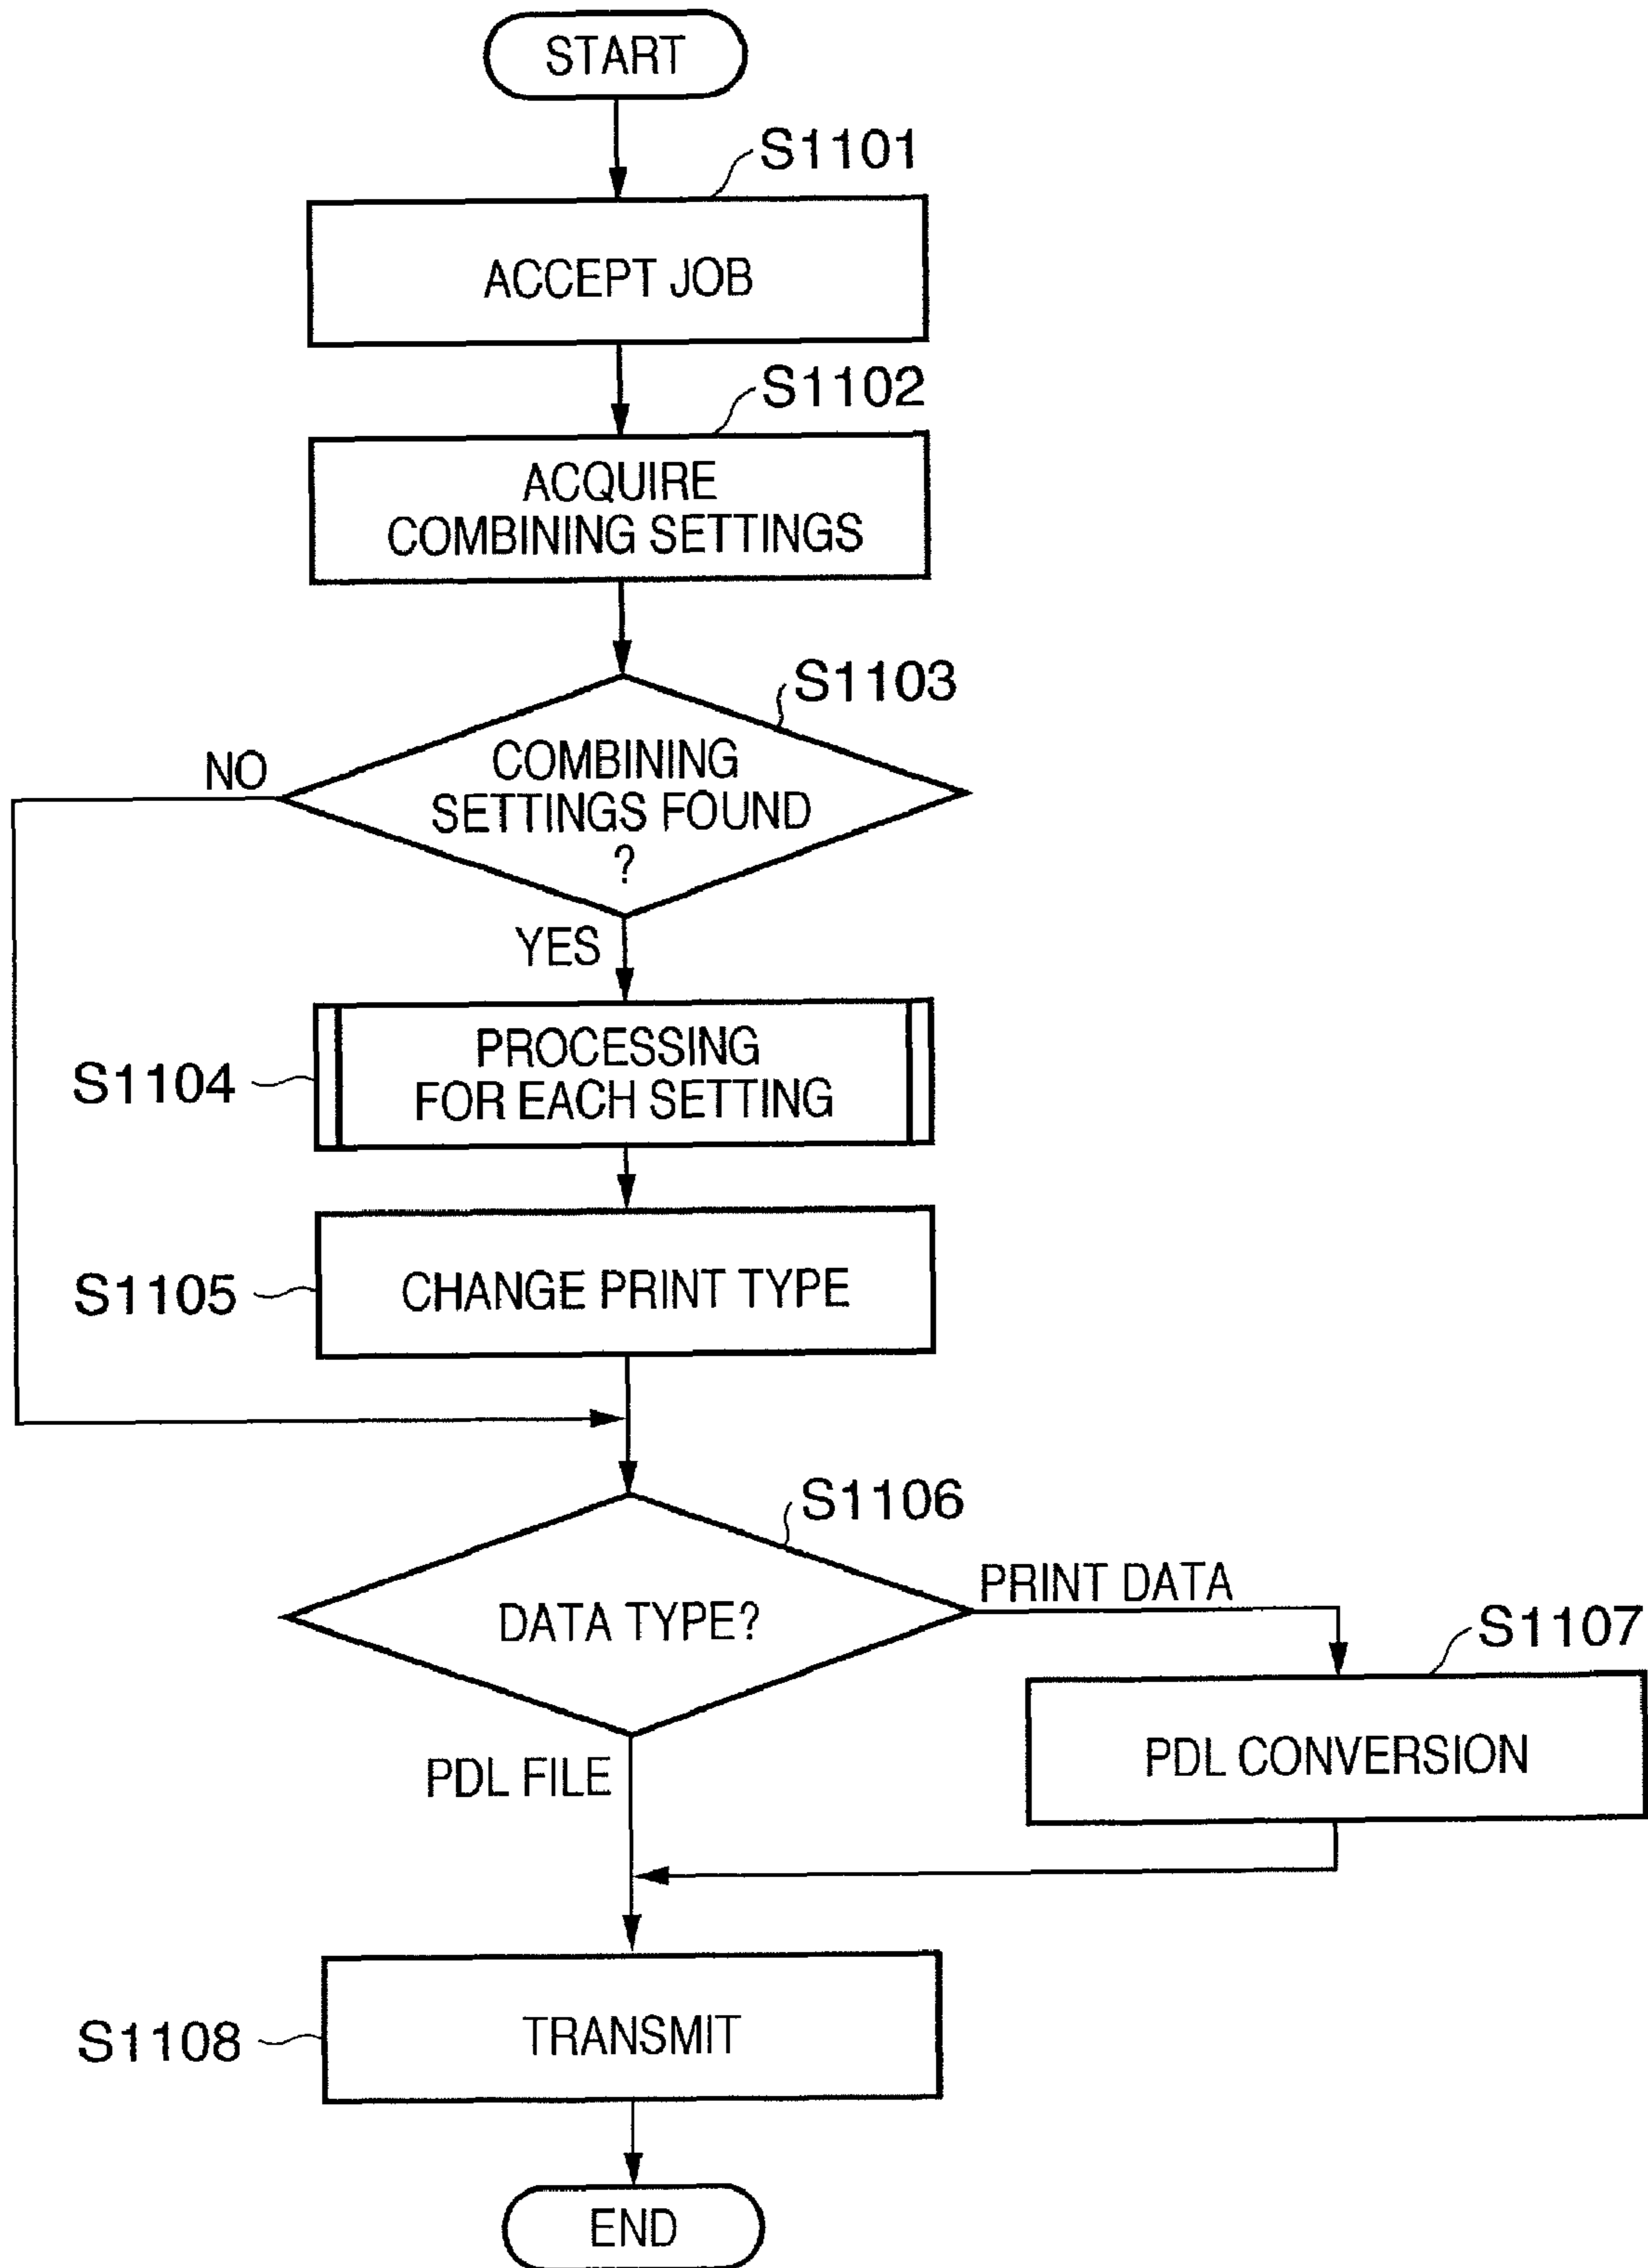 START
S1101
ACCEPT JOB
S1102
ACQUIRE
COMBINING SETTINGS
S1103
NO
COMBINING
SETTINGS FOUND
?
YES
S1104
PROCESSING
FOR EACH SETTING
S1105
CHANGE PRINT TYPE
S1106
PRINT DATA
DATA TYPE?
S1107
PDL FILE
PDL CONVERSION
S1108
TRANSMIT
END